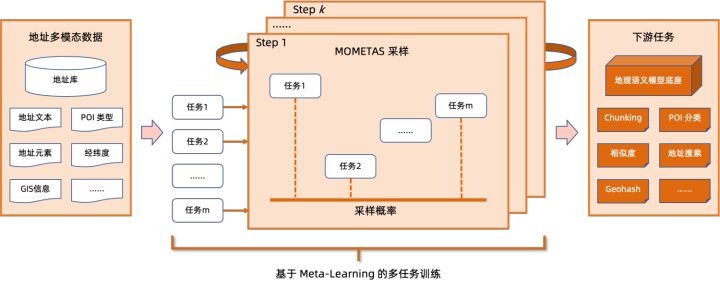 地址多模态数据
地址库
地址文本
POI 类型
地址元素
经纬度
GIS信息
......
任务1
任务2
......
任务m
Step k
......
Step 1
MOMETAS 采样
任务1
任务m
......
任务2
采样概率
基于 Meta-Learning 的多任务训练
下游任务
地理语义模型底座
Chunking
POI 分类
相似度
地址搜索
Geohash
......